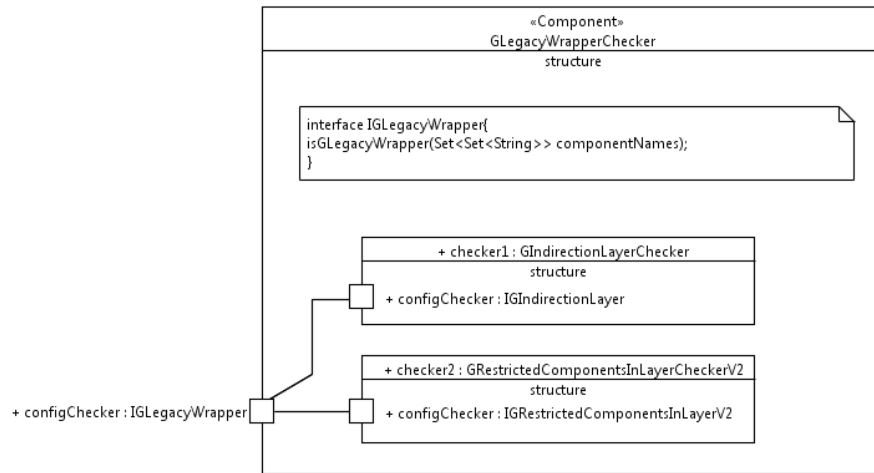 «Component»
GLegacyWrapperChecker
structure
interface IGLegacyWrapper{
isGLegacyWrapper(Set<Set<String>> componentNames);
}
+ checker1 : GIndirectionLayerChecker
structure
+ configChecker : IGIndirectionLayer
+ checker2 : GRestrictedComponentsInLayerCheckerV2
structure
+ configChecker : IGRestrictedComponentsInLayerV2
+ configChecker : IGLegacyWrapper